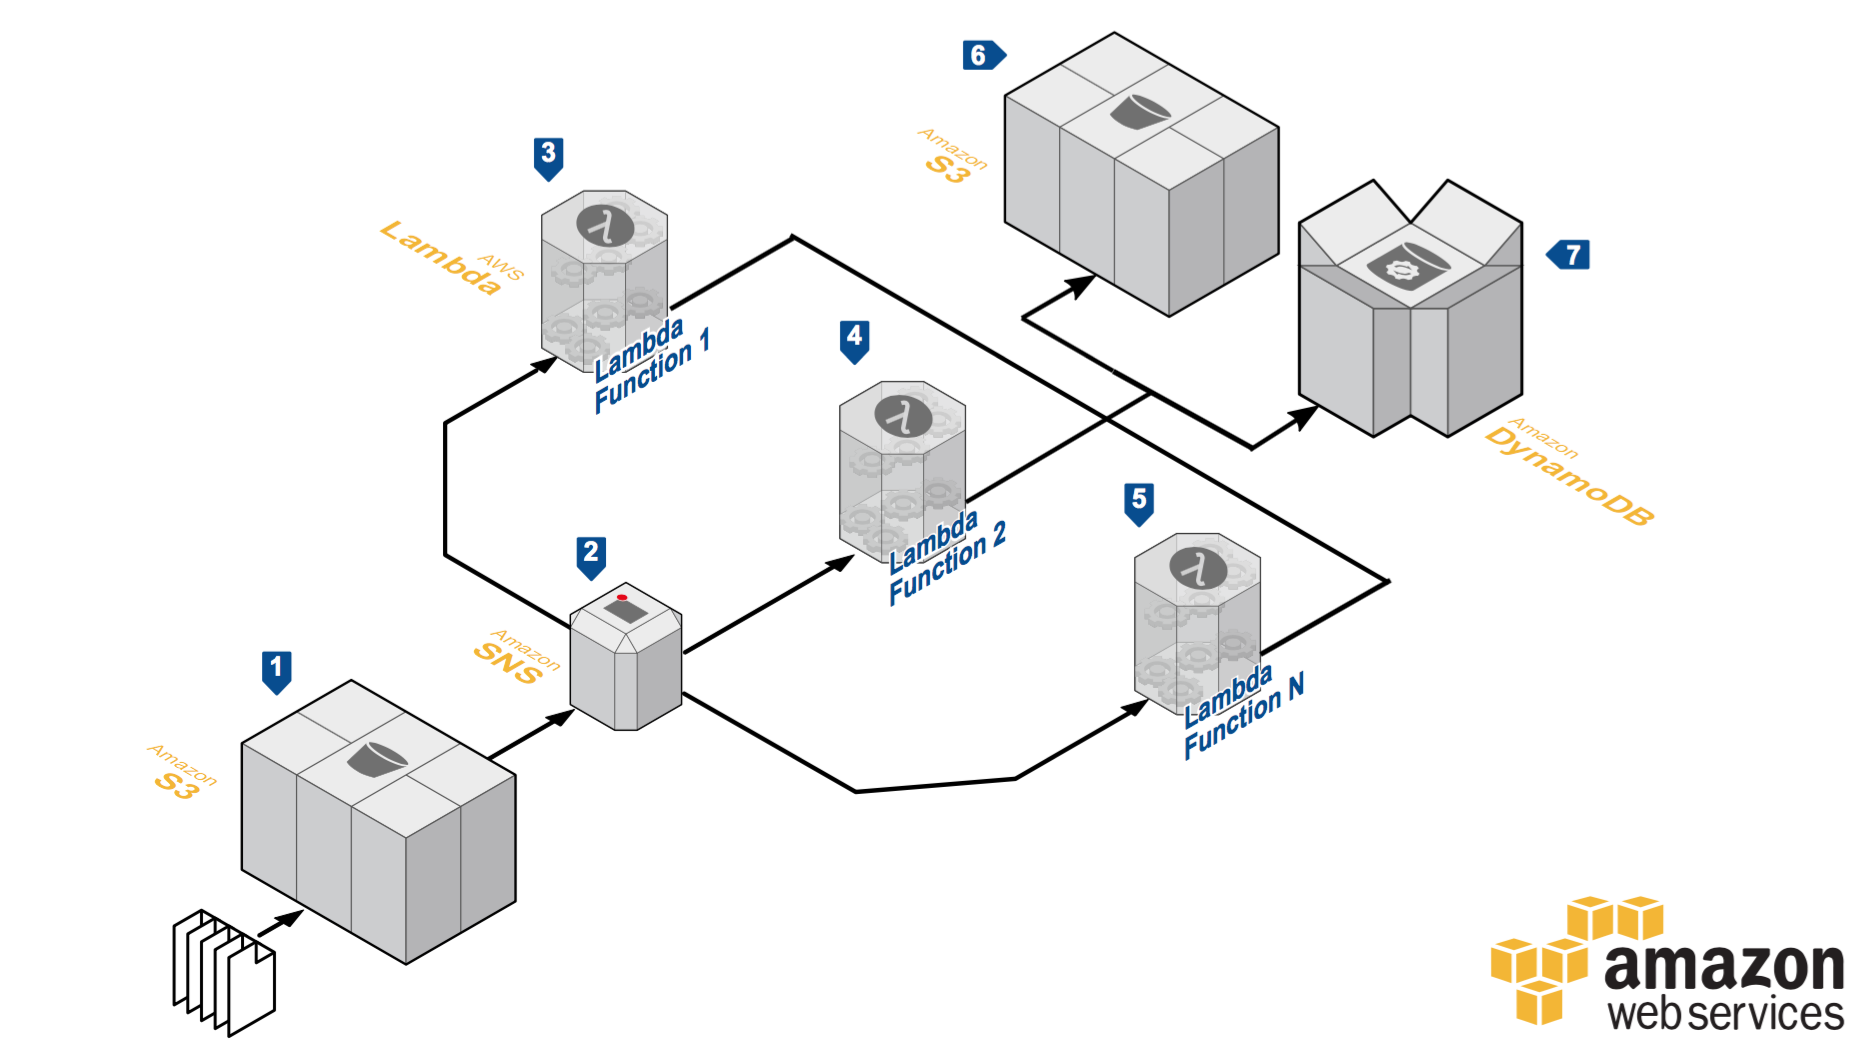 6
Amazon
S3
7
Amazon
DynamoDB
3
AWS
Lambda
Lambda
Function 1
4
Lambda
Function 2
5
Lambda
Function N
2
Amazon
SNS
1
Amazon
S3
amazon
web services